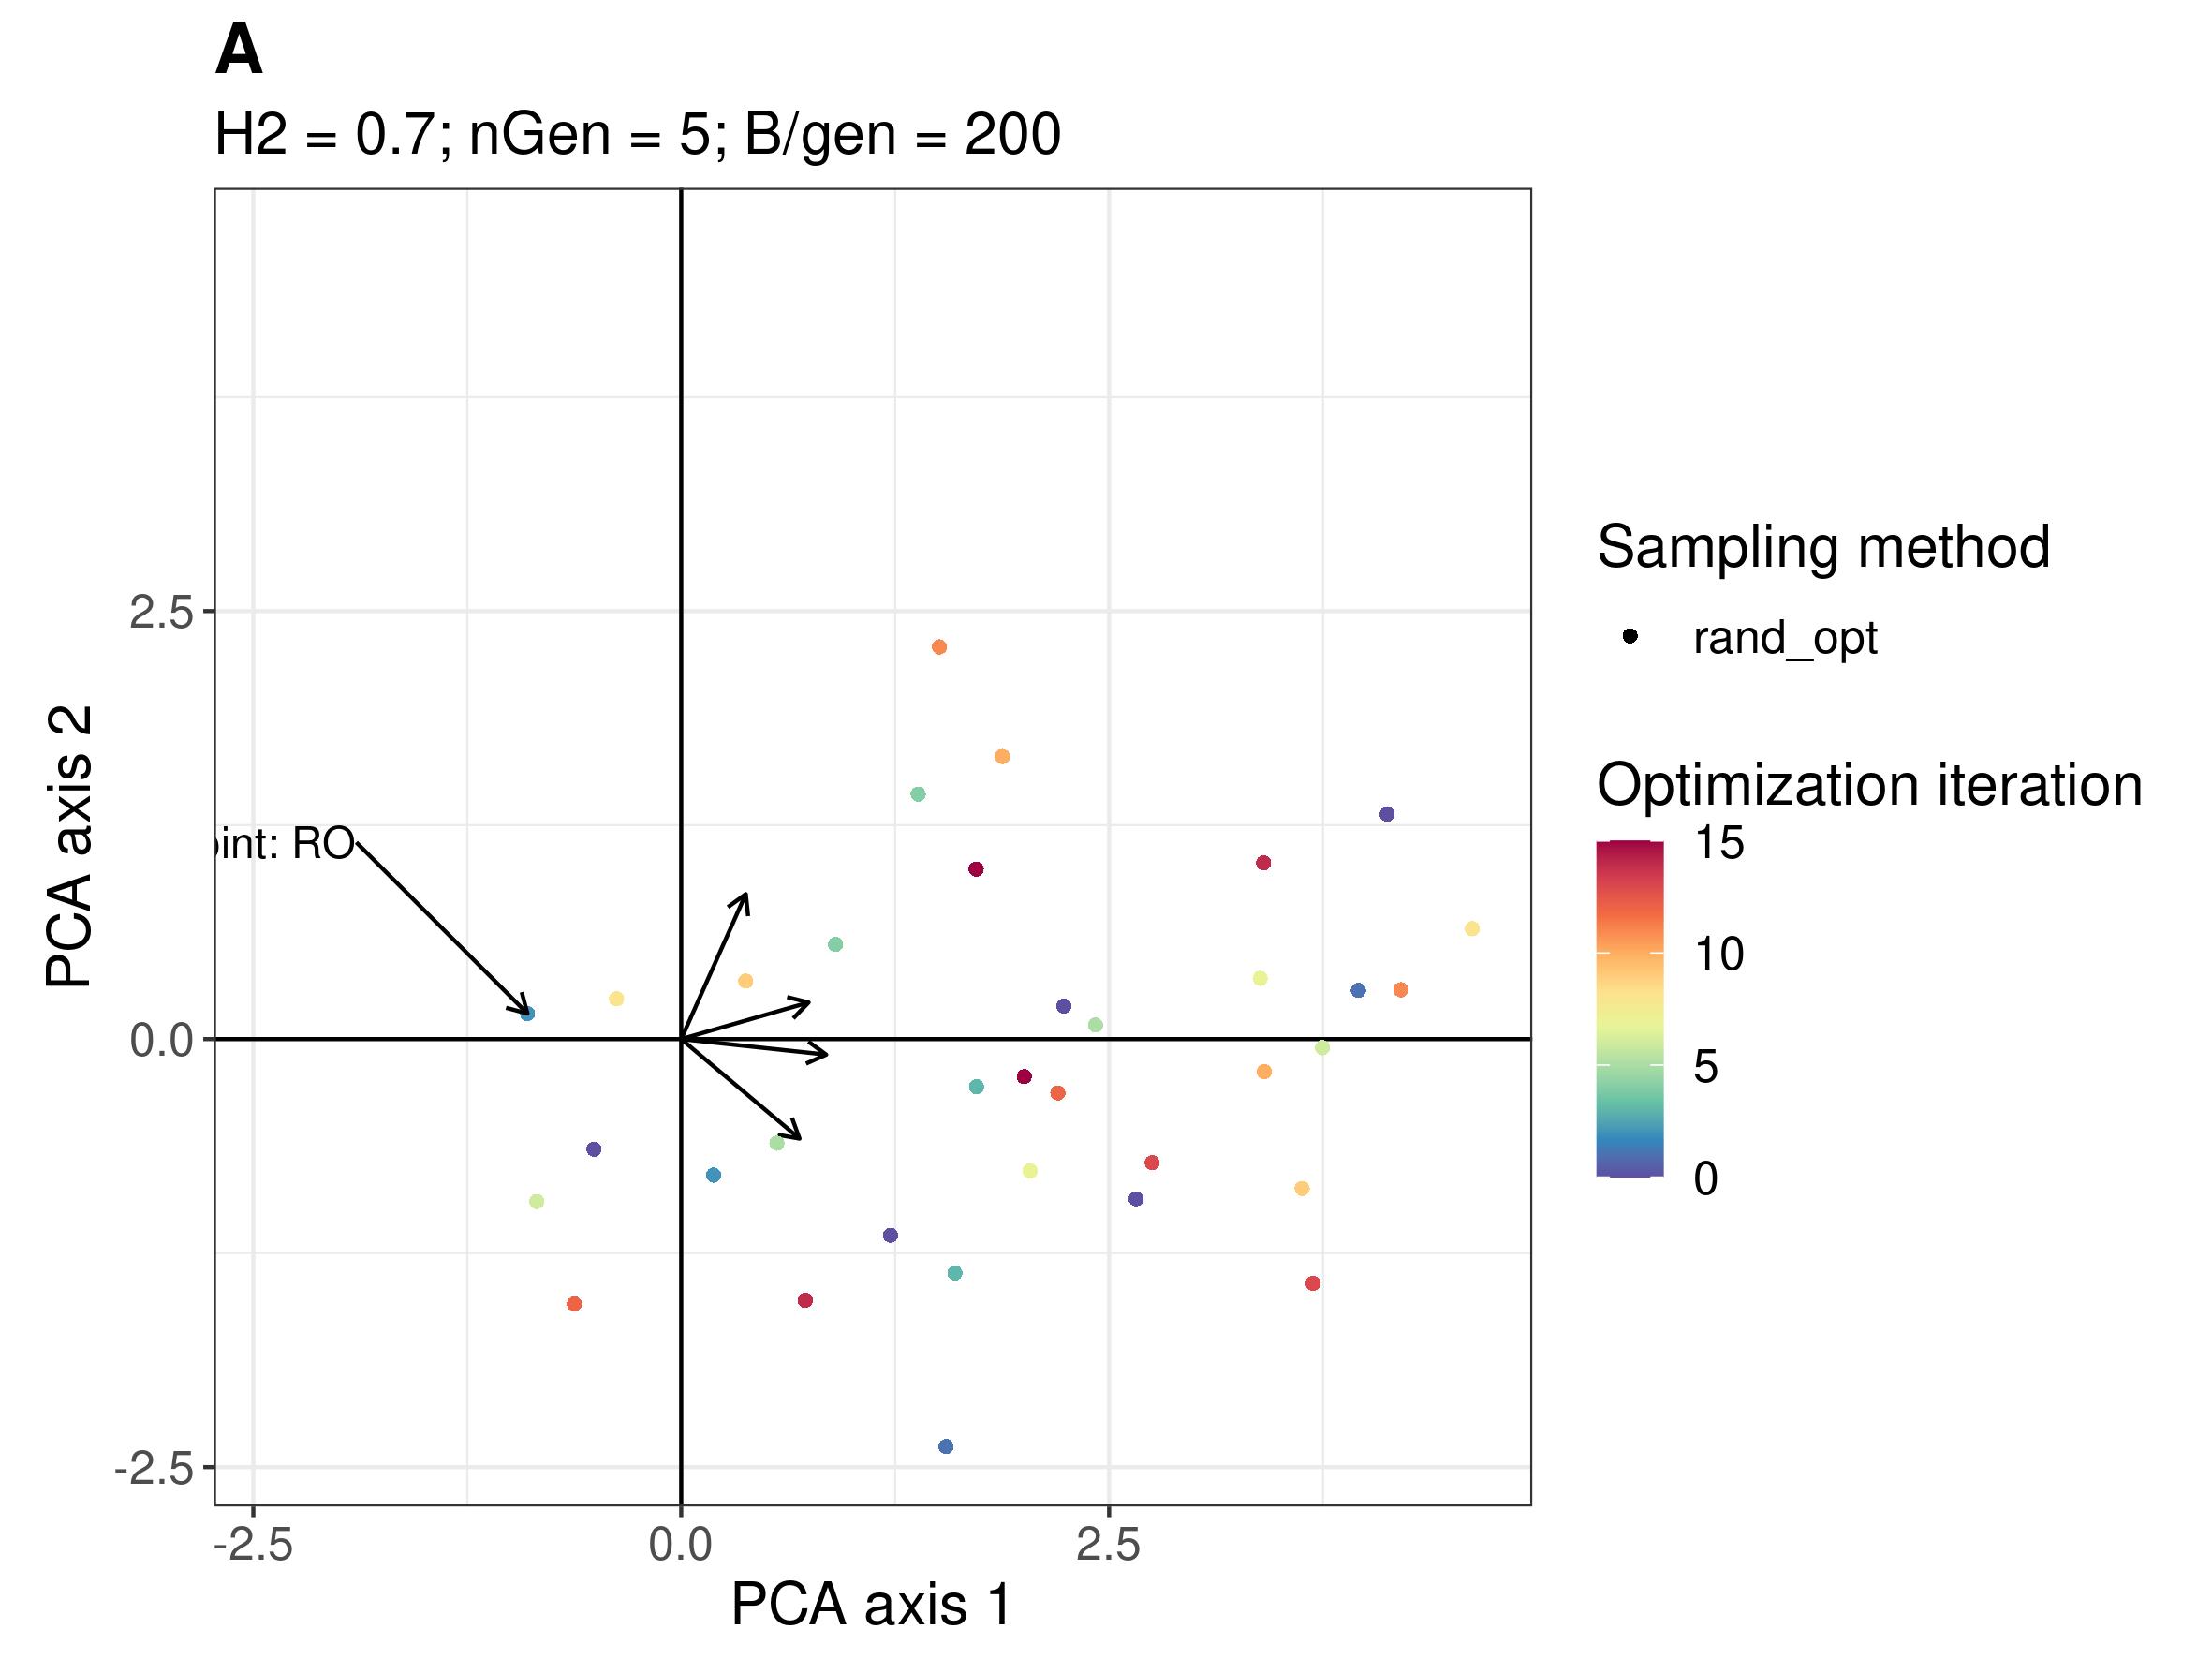 A
H2 = 0.7; nGen = 5; B/gen = 200
PCA axis 2
2.5
0.0
-2.5
int: RO
-2.5
0.0
2.5
PCA axis 1
Sampling method
rand_opt
Optimization iteration
15
10
5
0